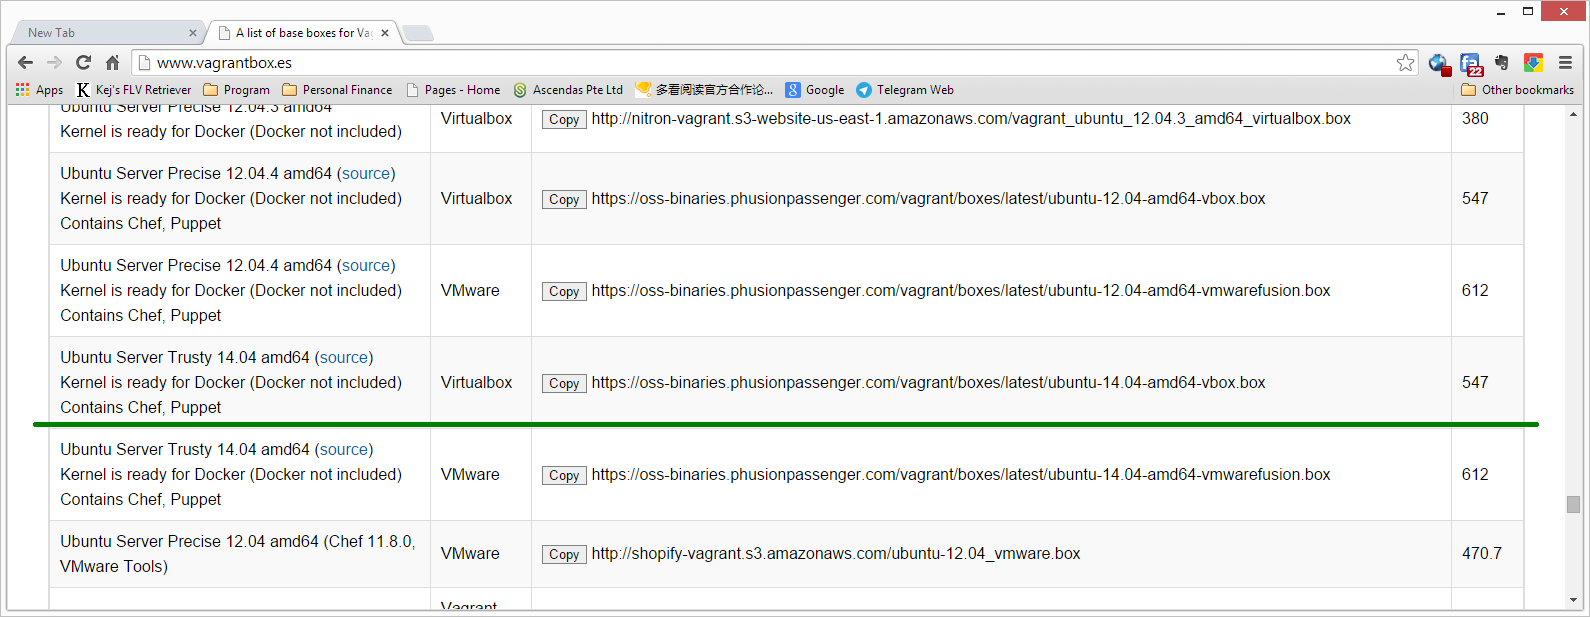 New Tab
A list of base boxes for Va
www.vagrantbox.es
22
Apps
Kej's FLV Retriever
Program
Personal Finance
Pages - Home
Ascendas Pte Ltd
多看阅读官方合作论...
Google
Telegram Web
Other bookmarks
Ubuntu Server Precise 12.04.3 amd64
Kernel is ready for Docker (Docker not included)
Virtualbox
Copy http://nitron-vagrant.s3-website-us-east-1.amazonaws.com/vagrant_ubuntu_12.04.3_amd64_virtualbox.box
380
Ubuntu Server Precise 12.04.4 amd64 (source)
Kernel is ready for Docker (Docker not included)
Contains Chef, Puppet
Virtualbox
Copy https://oss-binaries.phusionpassenger.com/vagrant/boxes/latest/ubuntu-12.04-amd64-vbox.box
547
Ubuntu Server Precise 12.04.4 amd64 (source)
Kernel is ready for Docker (Docker not included)
Contains Chef, Puppet
VMware
Copy https://oss-binaries.phusionpassenger.com/vagrant/boxes/latest/ubuntu-12.04-amd64-vmwarefusion.box
612
Ubuntu Server Trusty 14.04 amd64 (source)
Kernel is ready for Docker (Docker not included)
Contains Chef, Puppet
Virtualbox
Copy https://oss-binaries.phusionpassenger.com/vagrant/boxes/latest/ubuntu-14.04-amd64-vbox.box
547
Ubuntu Server Trusty 14.04 amd64 (source)
Kernel is ready for Docker (Docker not included)
Contains Chef, Puppet
VMware
Copy https://oss-binaries.phusionpassenger.com/vagrant/boxes/latest/ubuntu-14.04-amd64-vmwarefusion.box
612
Ubuntu Server Precise 12.04 amd64 (Chef 11.8.0,
VMware Tools)
VMware
Copy http://shopify-vagrant.s3.amazonaws.com/ubuntu-12.04_vmware.box
470.7
Vagrant